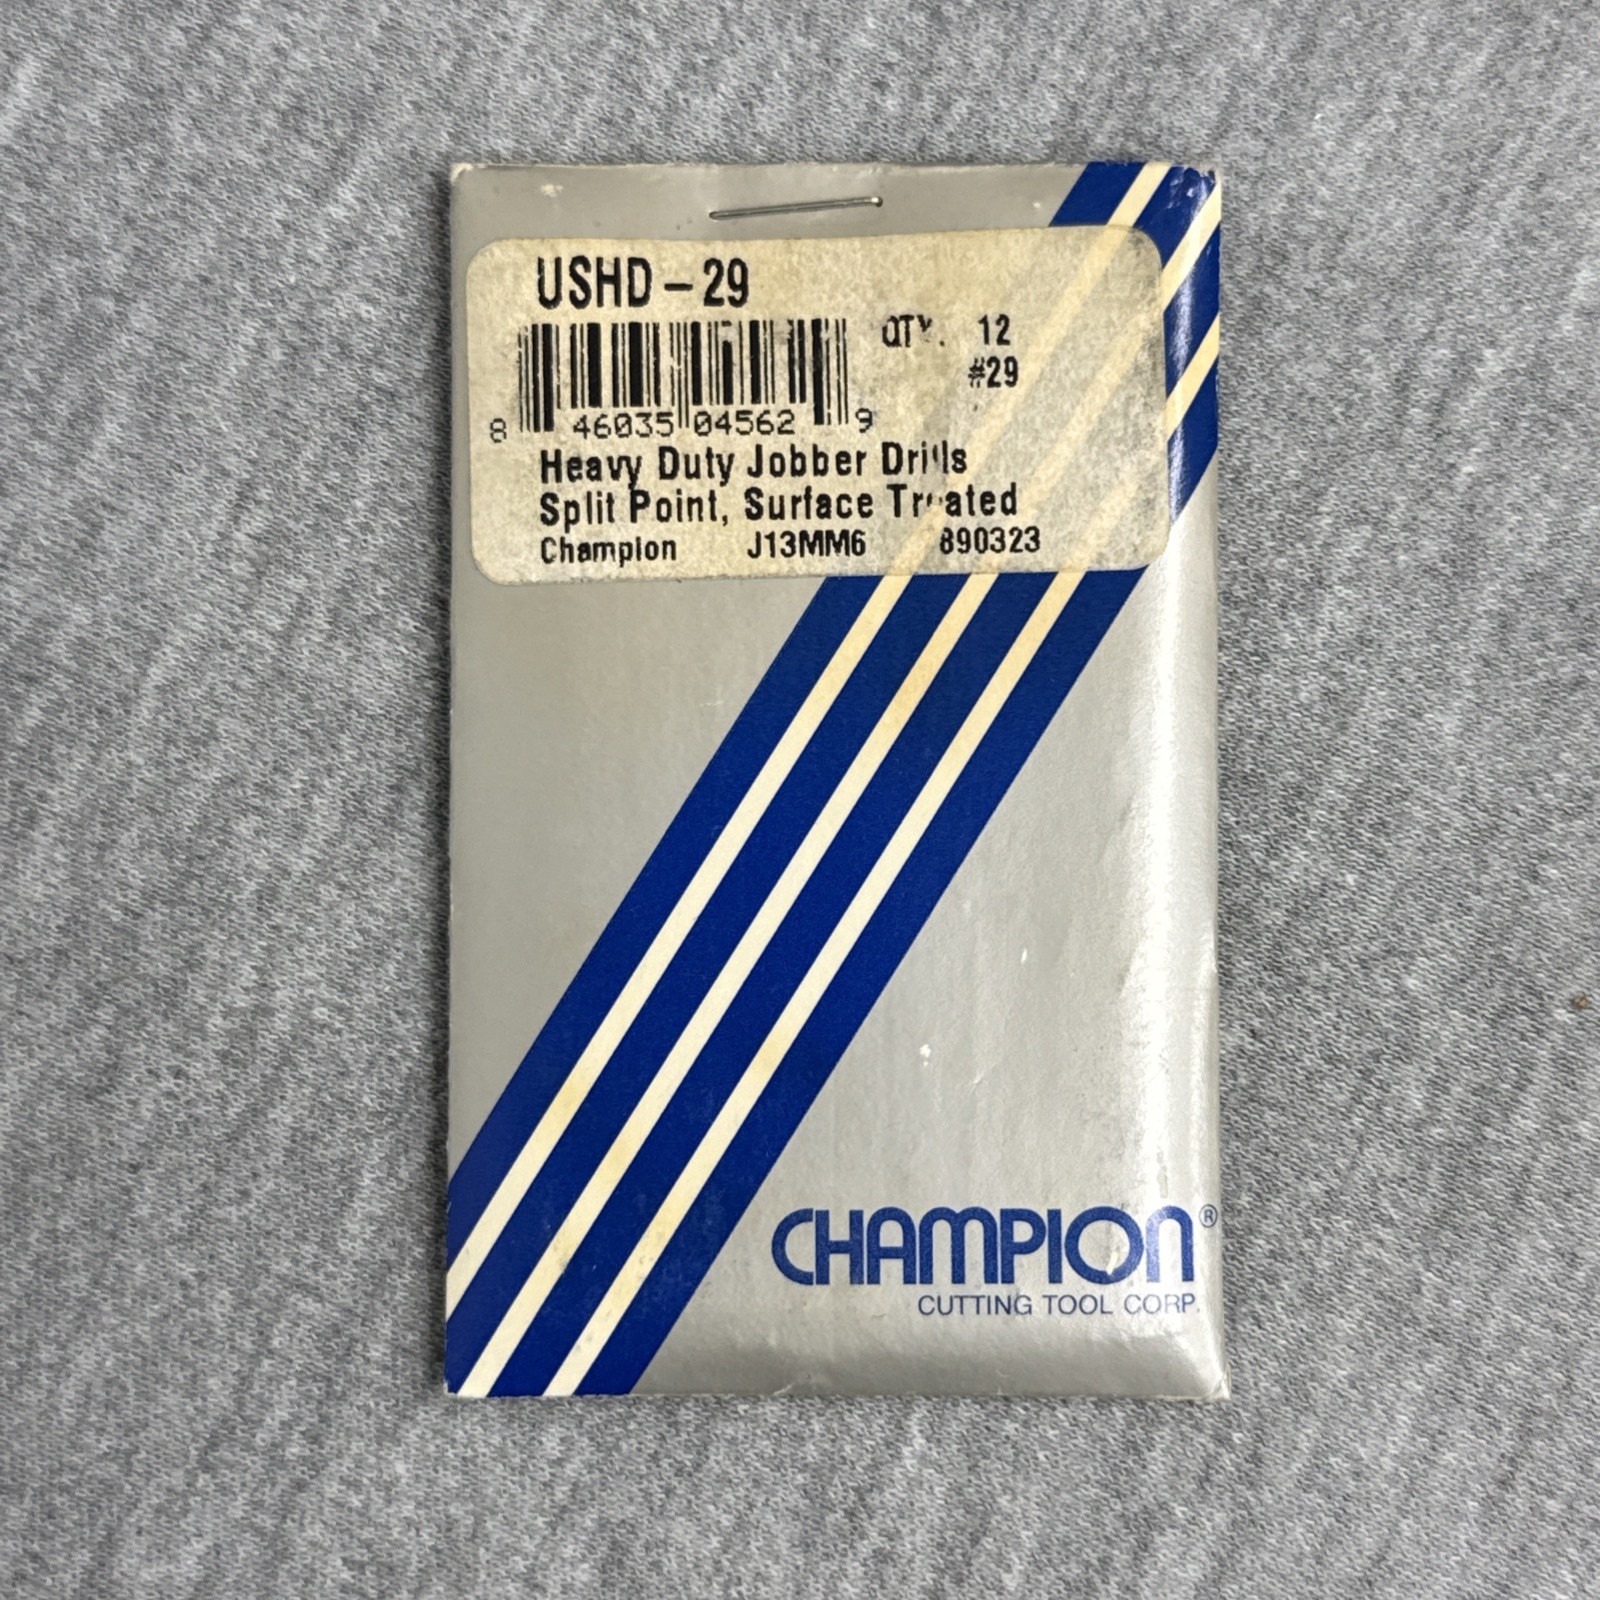 USHD-29
QTY. 12
#29
8 46035 04562 9
Heavy Duty Jobber Drills
Split Point, Surface Treated
Champion J13MM6 890323
CHAMPION®
CUTTING TOOL CORP.